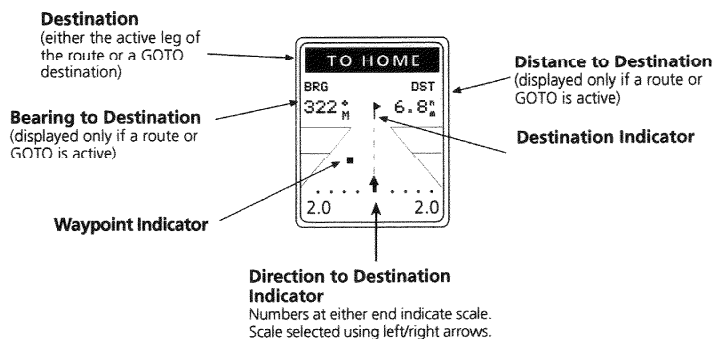 Destination
(either the active leg of
the route or a GOTO
destination)
TO HOME
Distance to Destination
(displayed only if a route or
GOTO is active)
BRG DST
322°M 6.8nm
Bearing to Destination
(displayed only if a route or
GOTO is active)
Destination Indicator
2.0 2.0
Waypoint Indicator
Direction to Destination
Indicator
Numbers at either end indicate scale.
Scale selected using left/right arrows.